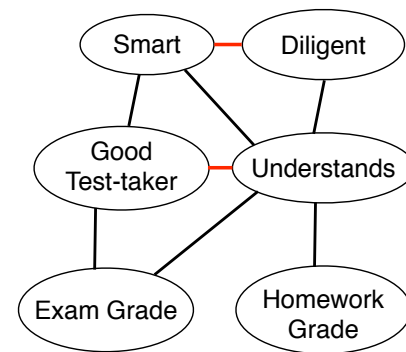 Smart
Diligent
Good
Test-taker
Understands
Exam Grade
Homework
Grade